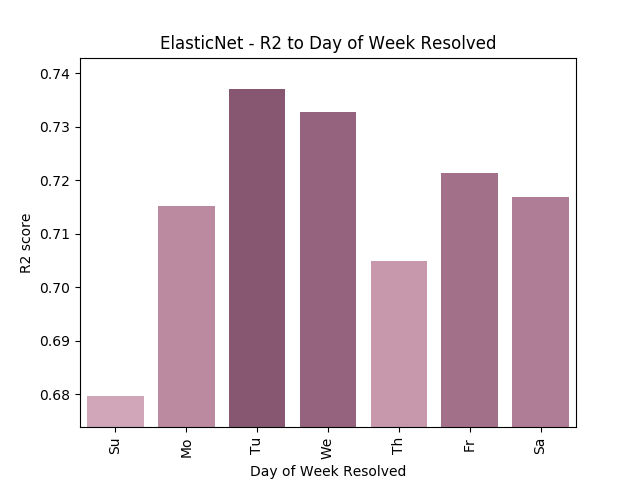 ElasticNet - R2 to Day of Week Resolved
0.74
0.73
0.72
0.71
0.70
0.69
0.68
R2 score
Su
Mo
Tu
We
Th
Fr
Sa
Day of Week Resolved